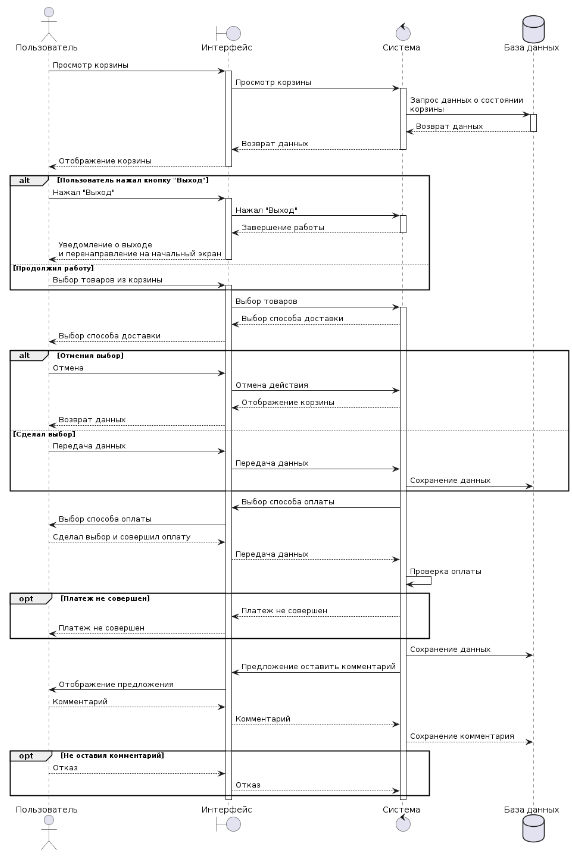 Пользователь
Интерфейс
Система
База данных
Просмотр корзины
Просмотр корзины
Запрос данных о состоянии
корзины
Возврат данных
Возврат данных
Отображение корзины
alt [Пользователь нажал кнопку "Выход"]
Нажал "Выход"
Нажал "Выход"
Завершение работы
Уведомление о выходе
и перенаправление на начальный экран
[Продолжил работу]
Выбор товаров из корзины
Выбор товаров
Выбор способа доставки
Выбор способа доставки
alt [Отменил выбор]
Отмена
Отмена действия
Отображение корзины
Возврат данных
[Сделал выбор]
Передача данных
Передача данных
Сохранение данных
Выбор способа оплаты
Выбор способа оплаты
Сделал выбор и совершил оплату
Передача данных
Проверка оплаты
opt [Платеж не совершен]
Платеж не совершен
Платеж не совершен
Сохранение данных
Предложение оставить комментарий
Отображение предложения
Комментарий
Комментарий
Сохранение комментария
opt [Не оставил комментарий]
Отказ
Отказ
Пользователь
Интерфейс
Система
База данных